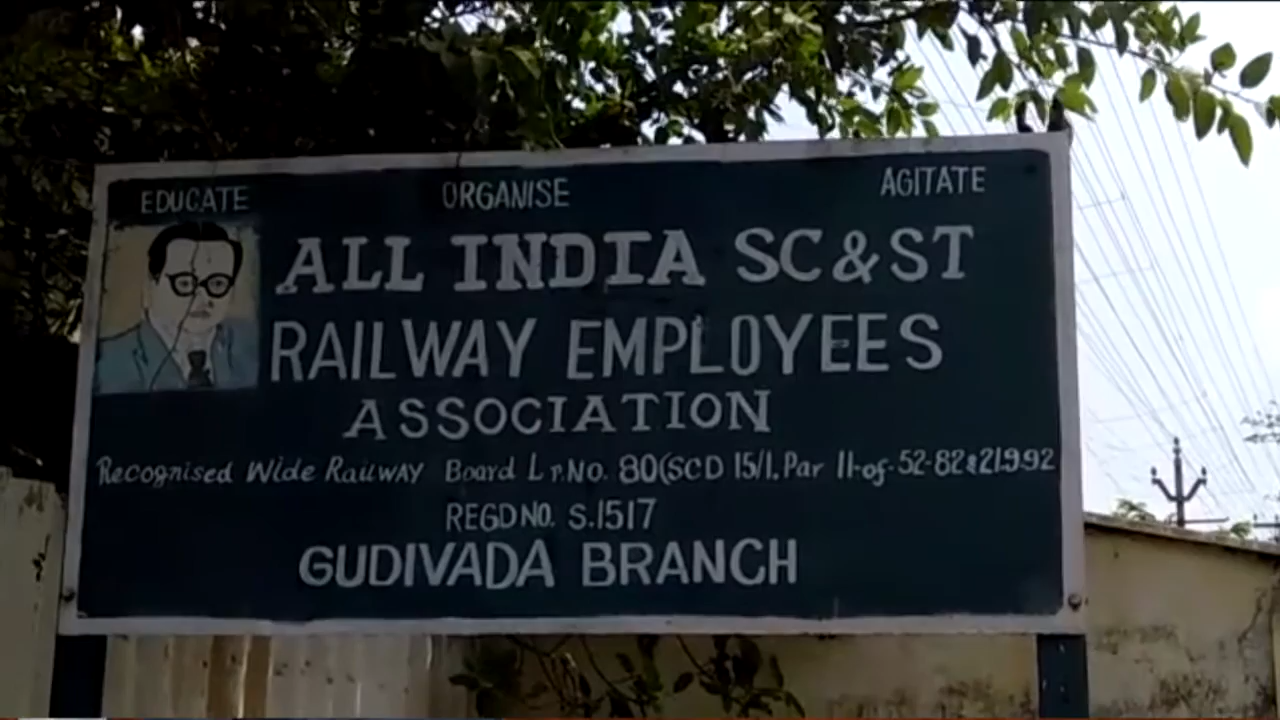 EDUCATE ORGANISE AGITATE
ALL INDIA SC&ST
RAILWAY EMPLOYEES
ASSOCIATION
Recognised Wide Railway Board Lr.No. 80(SCD 15/1. Par 11-of-52-82&21.9.92
REGD NO. S.1517
GUDIVADA BRANCH